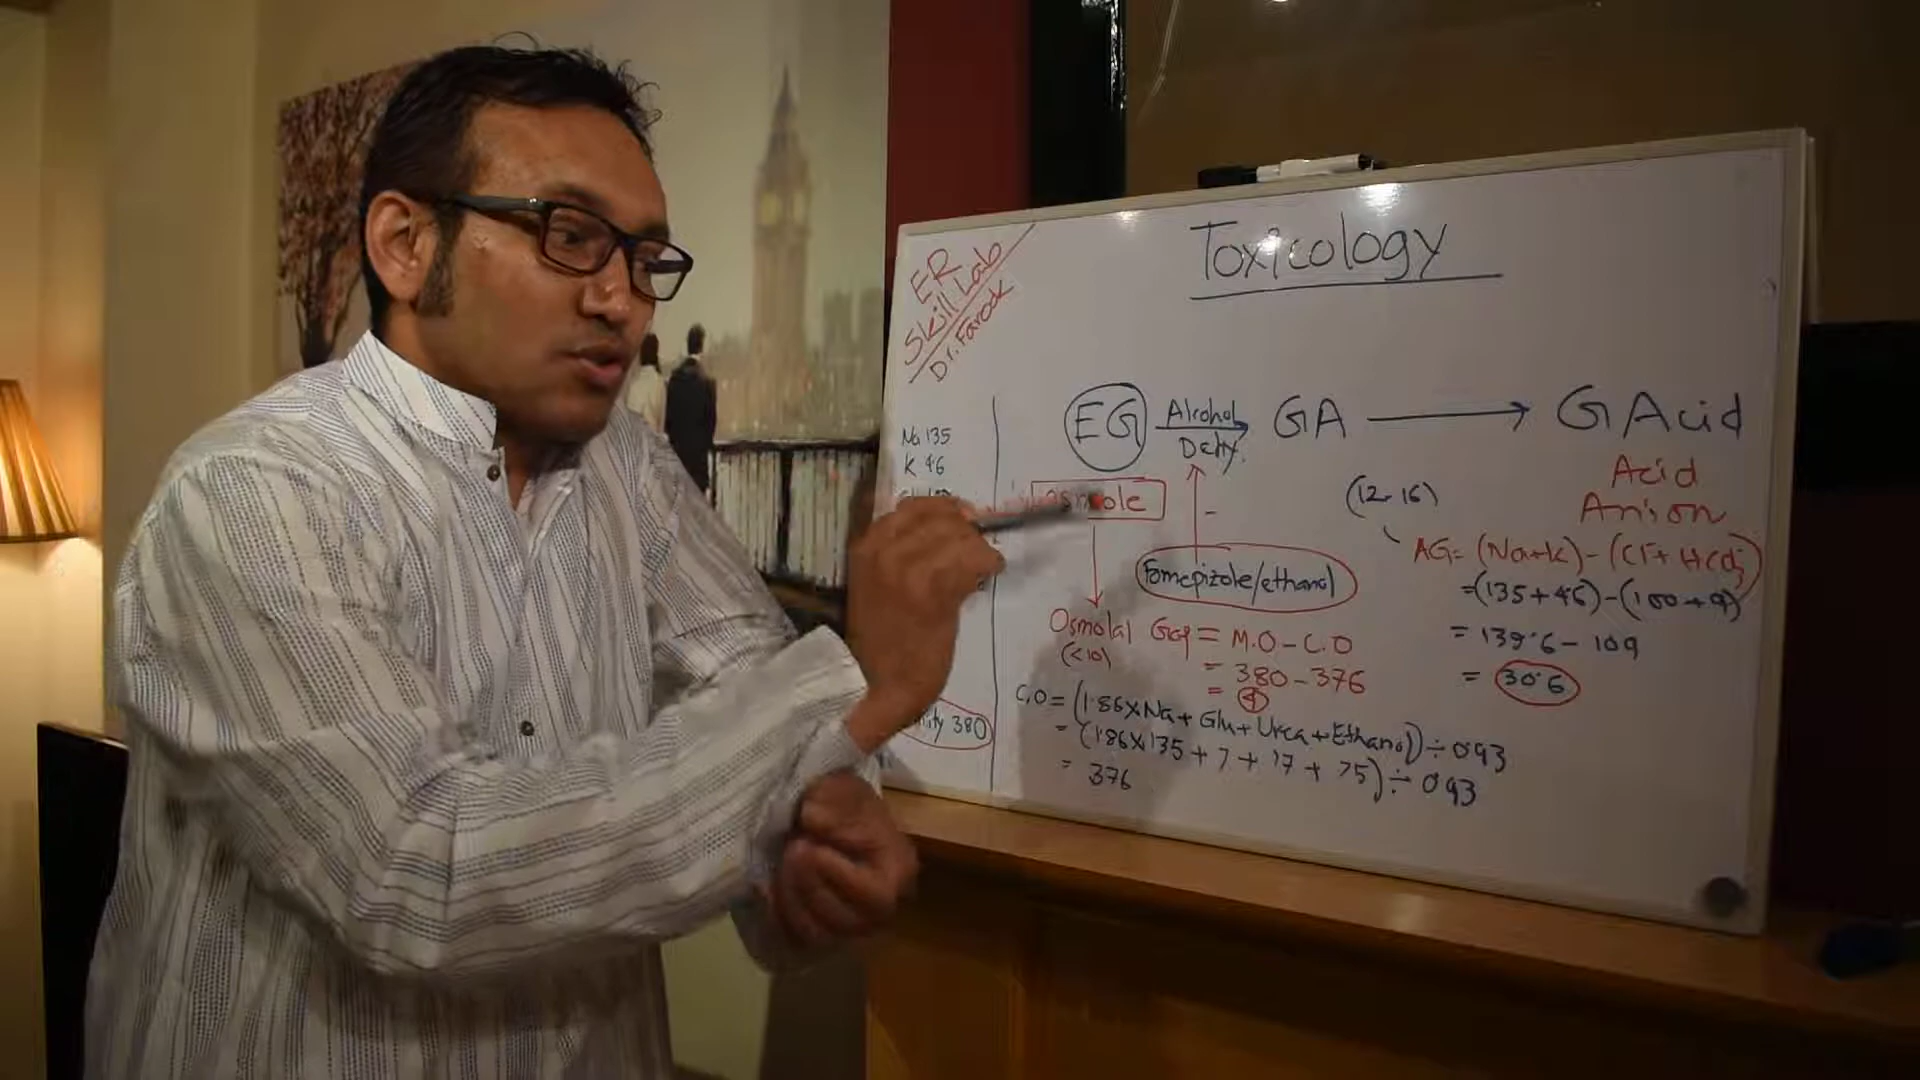 Toxicology
ER
Skill Lab
Dr. Farook
Na 135
K 4.6
EG Alcohol Dehy. GA → GAcid
Acid
Anion
Osmole
(12-16)
AG = (Na+K) - (Cl + HCO3)
= (135+4.6) - (100+9)
= 139.6 - 109
= 30.6
-
Fomepizole/ethanol
Osmolal Gap = M.O - C.O
(<10)
= 380 - 376
= 4
C.O = (1.86 x Na + Glu + Urea + Ethanol) ÷ 0.93
= (1.86 x 135 + 7 + 17 + 75) ÷ 0.93
= 376
380